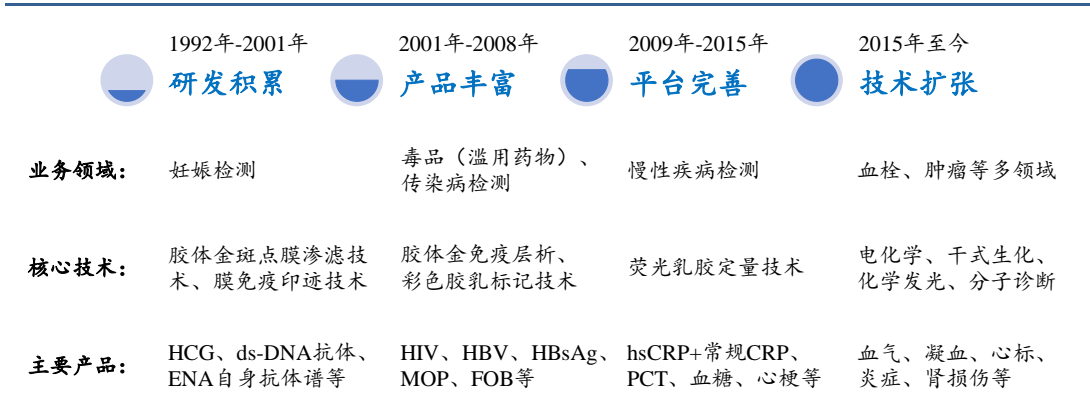 1992年-2001年 2001年-2008年 2009年-2015年 2015年至今
研发积累 产品丰富 平台完善 技术扩张
业务领域： 妊娠检测 毒品（滥用药物）、 慢性疾病检测 血栓、肿瘤等多领域
传染病检测
核心技术： 胶体金斑点膜渗滤技 胶体金免疫层析、 荧光乳胶定量技术 电化学、干式生化、
术、膜免疫印迹技术 彩色胶乳标记技术 化学发光、分子诊断
主要产品： HCG、ds-DNA抗体、 HIV、HBV、HBsAg、 hsCRP+常规CRP、 血气、凝血、心标、
ENA自身抗体谱等 MOP、FOB等 PCT、血糖、心梗等 炎症、肾损伤等